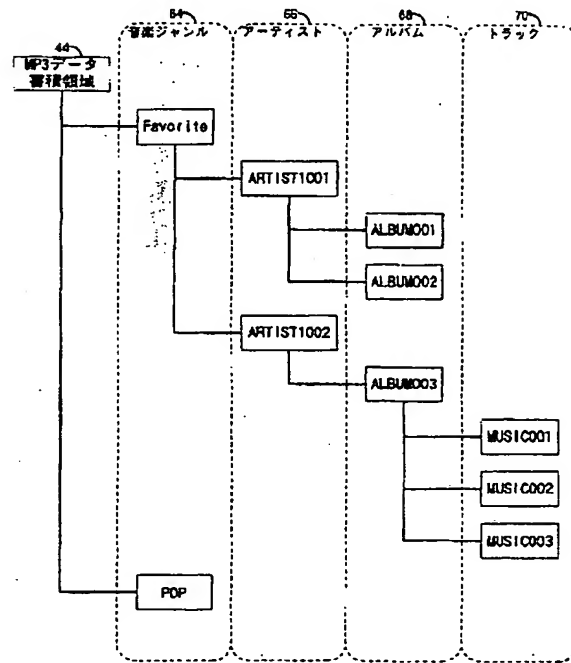 64
66
68
70
音楽ジャンル
アーティスト
アルバム
トラック
44
MP3データ
蓄積領域
Favorite
ARTIST1001
ALBUM001
ALBUM002
ARTIST1002
ALBUM003
MUSIC001
MUSIC002
MUSIC003
POP